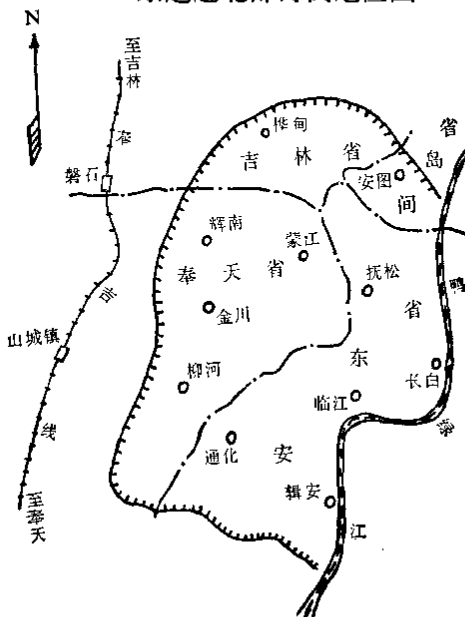 N
至吉林
桦甸
吉林省
间岛省
安图
磐石
辉南
濛江
奉天省
抚松
金川
安东省
山城镇
柳河
长白
临江
通化
辑安
奉吉线
鸭绿江
至奉天